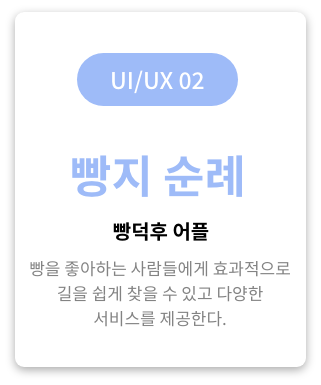 UI/UX 02
빵지 순례
빵덕후 어플
빵을 좋아하는 사람들에게 효과적으로
길을 쉽게 찾을 수 있고 다양한
서비스를 제공한다.